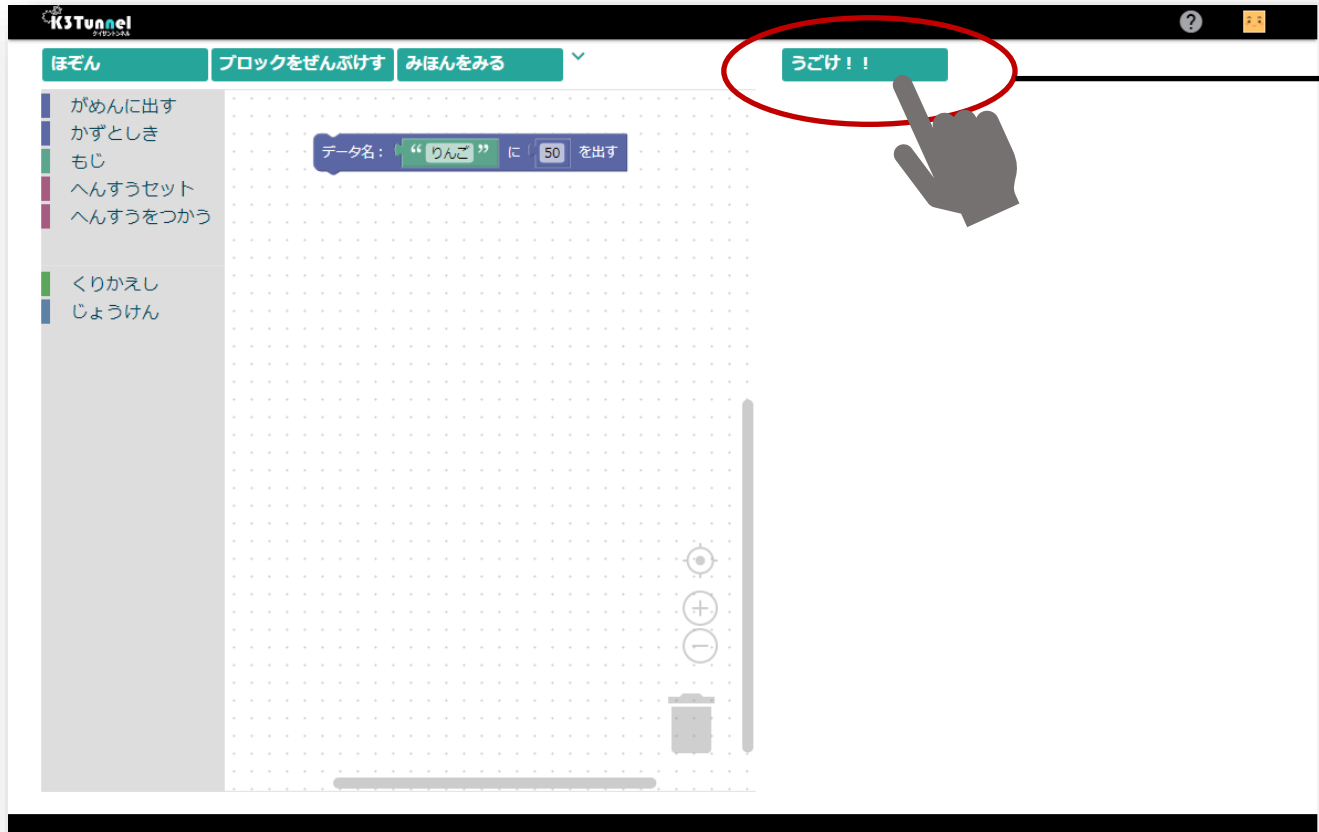 K3Tunnel
ケイサントンネル
?
ほぞん
ブロックをぜんぶけす
みほんをみる
うごけ！！
がめんに出す
かずとしき
もじ
へんすうセット
へんすうをつかう
くりかえし
じょうけん
データ名： “ りんご ” に 50 を出す